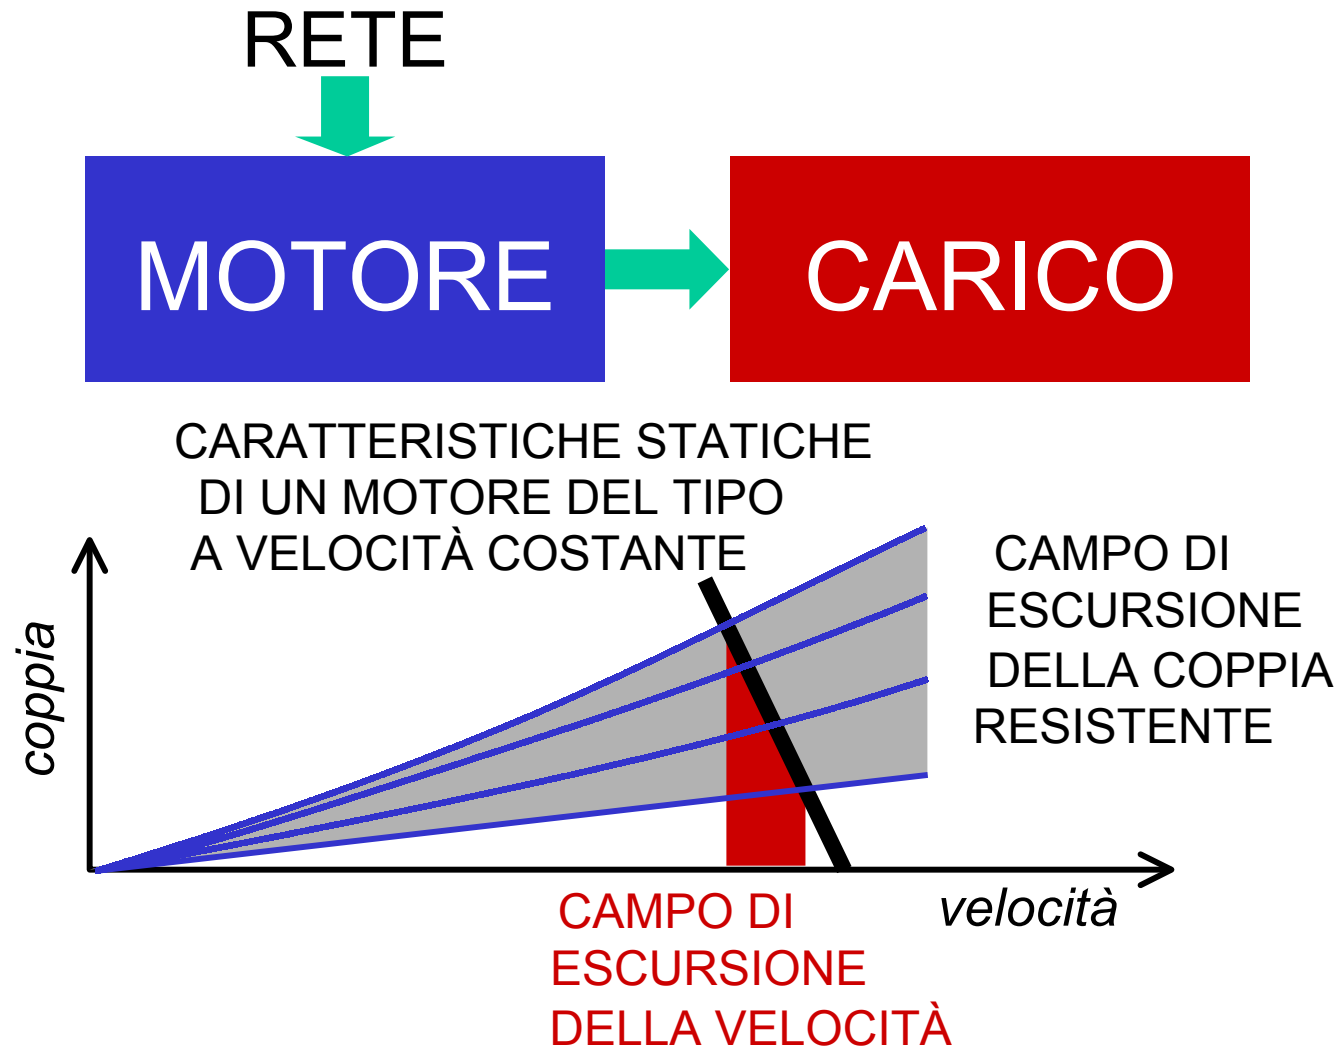 RETE
MOTORE
CARICO
CARATTERISTICHE STATICHE
DI UN MOTORE DEL TIPO
A VELOCITÀ COSTANTE
coppia
CAMPO DI
ESCURSIONE
DELLA COPPIA
RESISTENTE
velocità
CAMPO DI
ESCURSIONE
DELLA VELOCITÀ